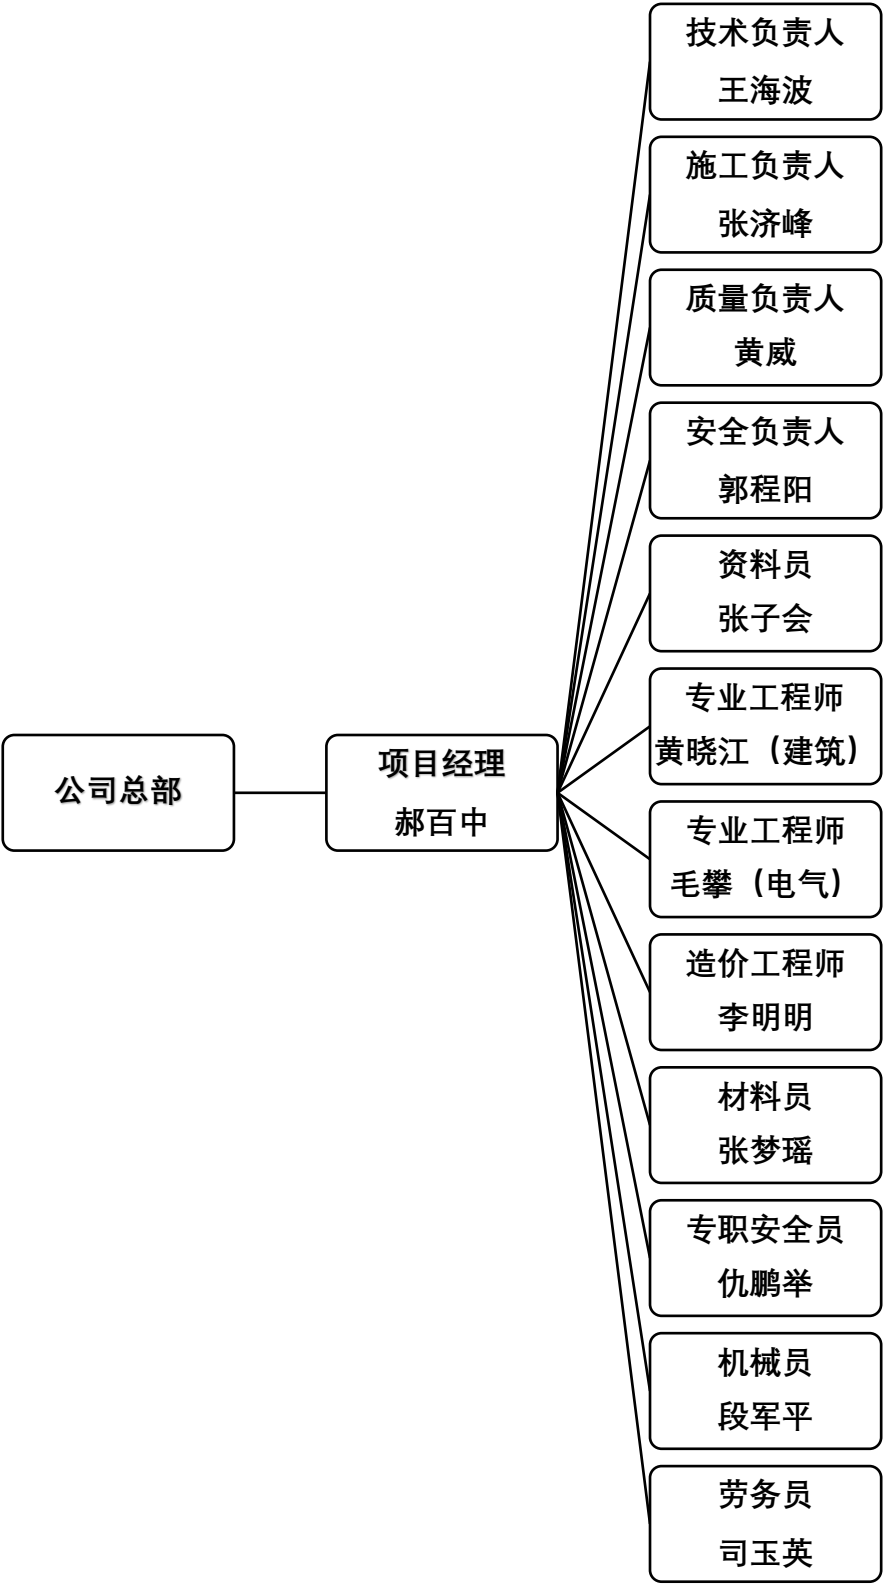 公司总部
项目经理
郝百中
技术负责人
王海波
施工负责人
张济峰
质量负责人
黄威
安全负责人
郭程阳
资料员
张子会
专业工程师
黄晓江（建筑）
专业工程师
毛攀（电气）
造价工程师
李明明
材料员
张梦瑶
专职安全员
仇鹏举
机械员
段军平
劳务员
司玉英